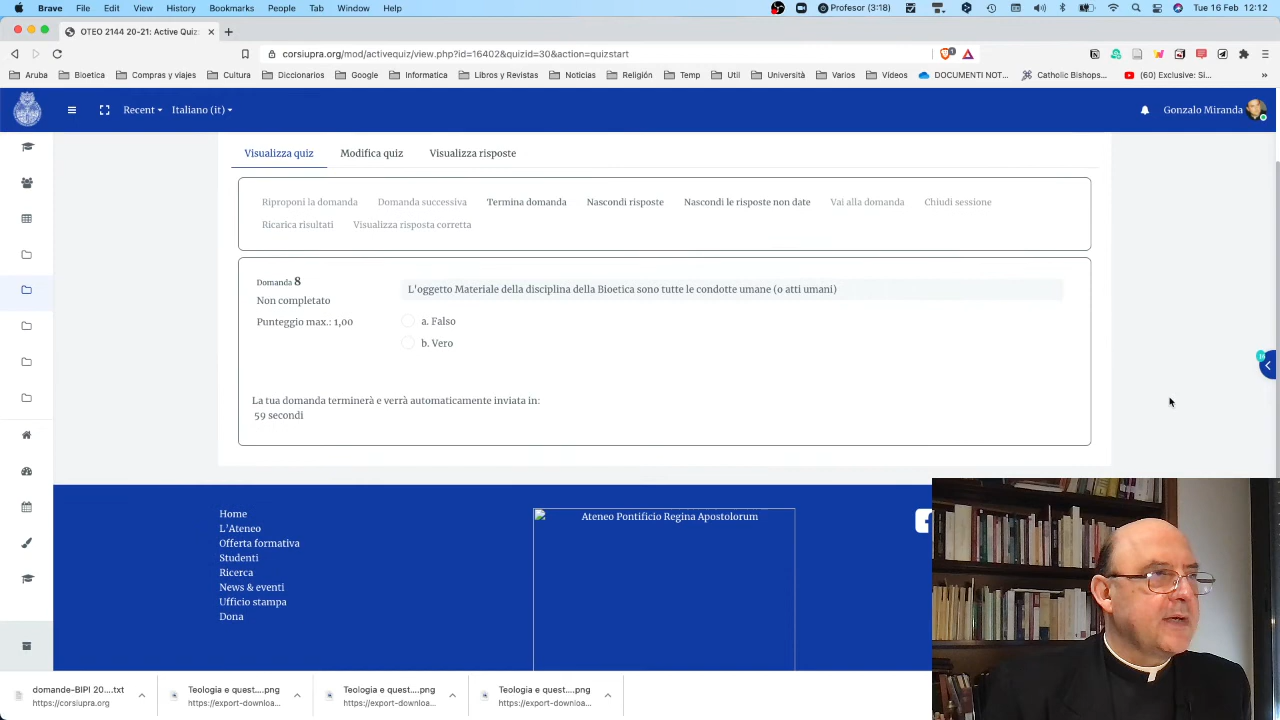 Brave File Edit View History Bookmarks People Tab Window Help
Profesor (3:18) Tue 16 Feb 12:12
OTEO 2144 20-21: Active Quiz:
corsiupra.org/mod/activequiz/view.php?id=16402&quizid=30&action=quizstart
Aruba Bioetica Compras y viajes Cultura Diccionarios Google Informatica Libros y Revistas Noticias Religión Temp Util Università Varios Vídeos DOCUMENTI NOT... Catholic Bishops... (60) Exclusive: Si...
Recent Italiano (it) Gonzalo Miranda
Visualizza quiz Modifica quiz Visualizza risposte
Riproponi la domanda Domanda successiva Termina domanda Nascondi risposte Nascondi le risposte non date Vai alla domanda Chiudi sessione
Ricarica risultati Visualizza risposta corretta
Domanda 8
Non completato
Punteggio max.: 1,00
L'oggetto Materiale della disciplina della Bioetica sono tutte le condotte umane (o atti umani)
a. Falso
b. Vero
La tua domanda terminerà e verrà automaticamente inviata in:
59 secondi
Home
L'Ateneo
Offerta formativa
Studenti
Ricerca
News & eventi
Ufficio stampa
Dona
Ateneo Pontificio Regina Apostolorum
domande-BIPI 20....txt Teologia e quest....png Teologia e quest....png Teologia e quest....png
https://corsiupra.org https://export-downloa... https://export-downloa... https://export-downloa...